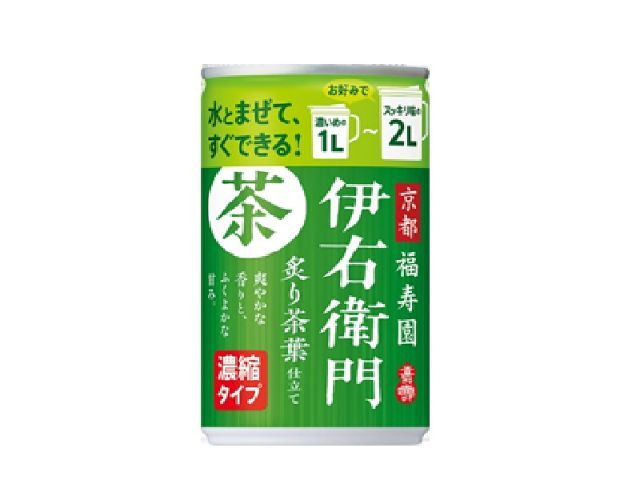 水とまぜて、
すぐできる!
お好みで
濃いめの
1L
~
スッキリ味の
2L
茶
京都
福寿園
伊右衛門
炙り茶葉仕立て
爽やかな
香りと、
ふくよかな
甘み。
濃縮
タイプ